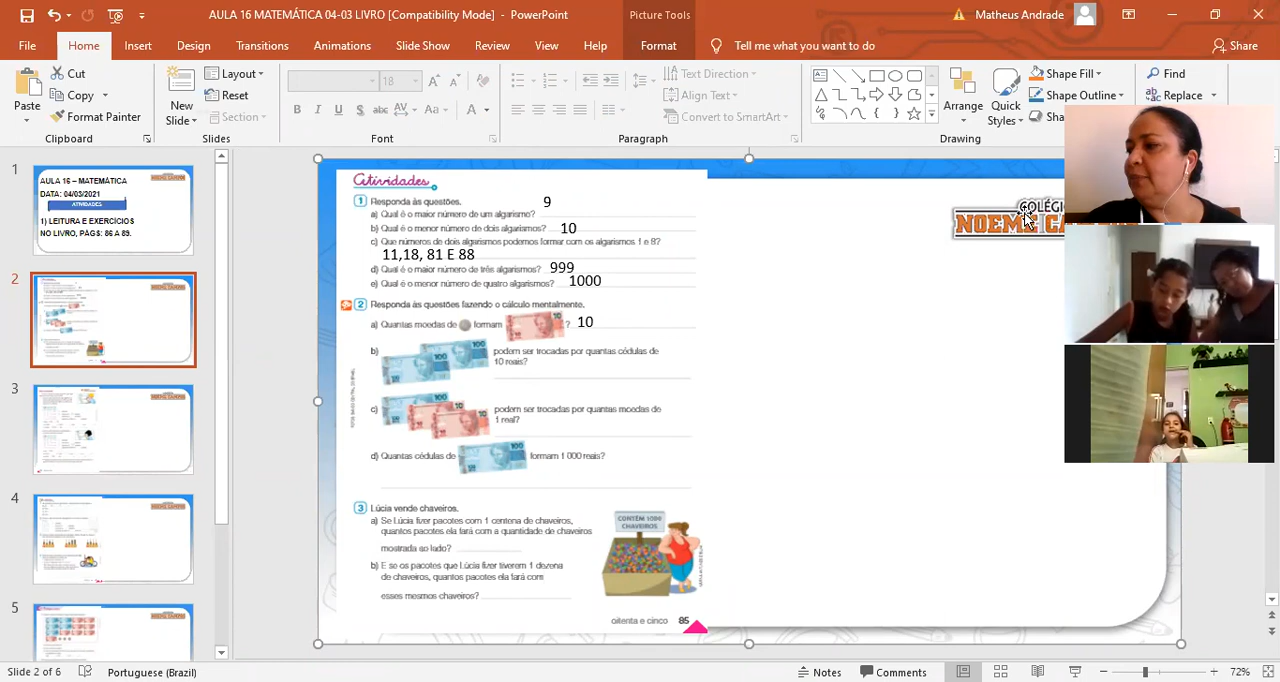 AULA 16 MATEMÁTICA 04-03 LIVRO [Compatibility Mode] - PowerPoint
Picture Tools
Matheus Andrade
File Home Insert Design Transitions Animations Slide Show Review View Help Format Tell me what you want to do Share
Paste
Cut
Copy
Format Painter
Clipboard
New Slide
Layout
Reset
Section
Slides
18
Font
Text Direction
Align Text
Convert to SmartArt
Paragraph
Arrange
Quick Styles
Shape Fill
Shape Outline
Drawing
Find
Replace
1
AULA 16 – MATEMÁTICA
DATA: 04/03/2021
ATIVIDADES
1) LEITURA E EXERCÍCIOS
NO LIVRO, PÁGS: 86 A 89.
2
3
4
5
Atividades
1 Responda às questões.
a) Qual é o maior número de um algarismo? 9
b) Qual é o menor número de dois algarismos? 10
c) Que números de dois algarismos podemos formar com os algarismos 1 e 8?
11,18, 81 E 88
d) Qual é o maior número de três algarismos? 999
e) Qual é o menor número de quatro algarismos? 1000
2 Responda às questões fazendo o cálculo mentalmente.
a) Quantas moedas de formam ? 10
b) podem ser trocadas por quantas cédulas de
10 reais?
c) podem ser trocadas por quantas moedas de
1 real?
d) Quantas cédulas de formam 1 000 reais?
3 Lúcia vende chaveiros.
a) Se Lúcia fizer pacotes com 1 centena de chaveiros,
quantos pacotes ela fará com a quantidade de chaveiros
mostrada ao lado?
b) E se os pacotes que Lúcia fizer tiverem 1 dezena
de chaveiros, quantos pacotes ela fará com
esses mesmos chaveiros?
CONTÉM 1000
CHAVEIROS
oitenta e cinco 85
Slide 2 of 6
Portuguese (Brazil)
Notes
Comments
72%